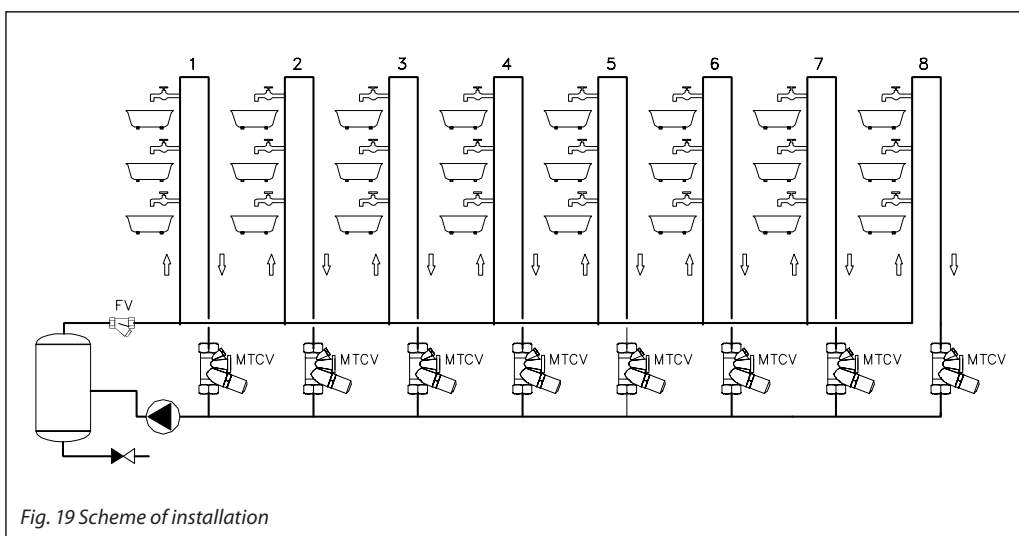 1 2 3 4 5 6 7 8
FV
MTCV MTCV MTCV MTCV MTCV MTCV MTCV MTCV
Fig. 19 Scheme of installation